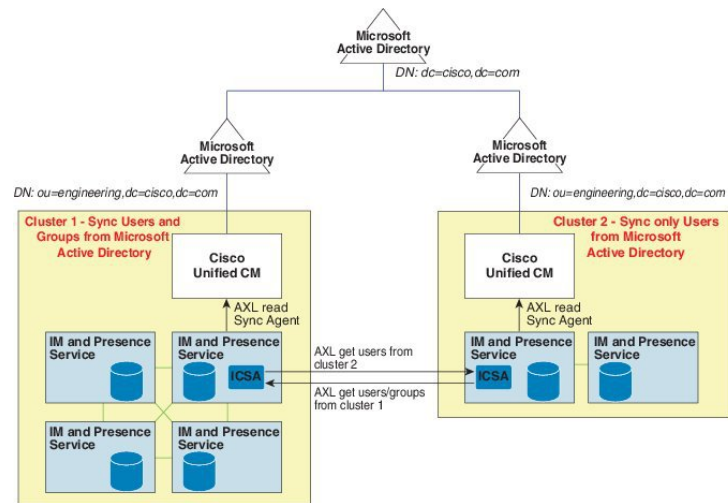 Microsoft
Active Directory
DN: dc=cisco,dc=com
Microsoft
Active Directory
Microsoft
Active Directory
DN: ou=engineering,dc=cisco,dc=com
DN: ou=engineering,dc=cisco,dc=com
Cluster 1 - Sync Users and
Groups from Microsoft
Active Directory
Cisco
Unified CM
AXL read
Sync Agent
IM and Presence
Service
IM and Presence
Service
ICSA
IM and Presence
Service
IM and Presence
Service
AXL get users from
cluster 2
AXL get users/groups
from cluster 1
Cluster 2 - Sync only Users
from Microsoft
Active Directory
Cisco
Unified CM
AXL read
Sync Agent
IM and Presence
Service
ICSA
IM and Presence
Service